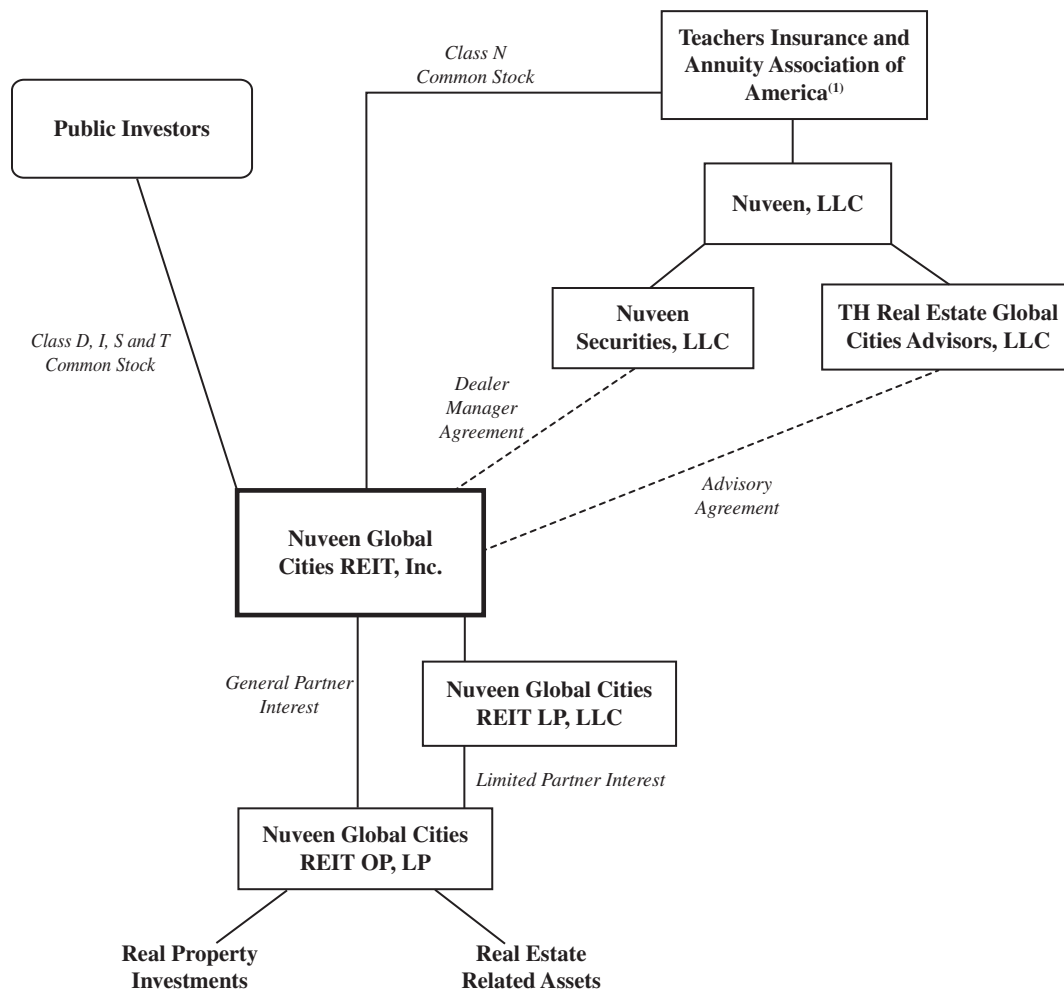 Class N
Common Stock
Teachers Insurance and
Annuity Association of
America(1)
Public Investors
Nuveen, LLC
Nuveen
Securities, LLC
TH Real Estate Global
Cities Advisors, LLC
Class D, I, S and T
Common Stock
Dealer
Manager
Agreement
Advisory
Agreement
Nuveen Global
Cities REIT, Inc.
General Partner
Interest
Nuveen Global Cities
REIT LP, LLC
Limited Partner Interest
Nuveen Global Cities
REIT OP, LP
Real Property
Investments
Real Estate
Related Assets